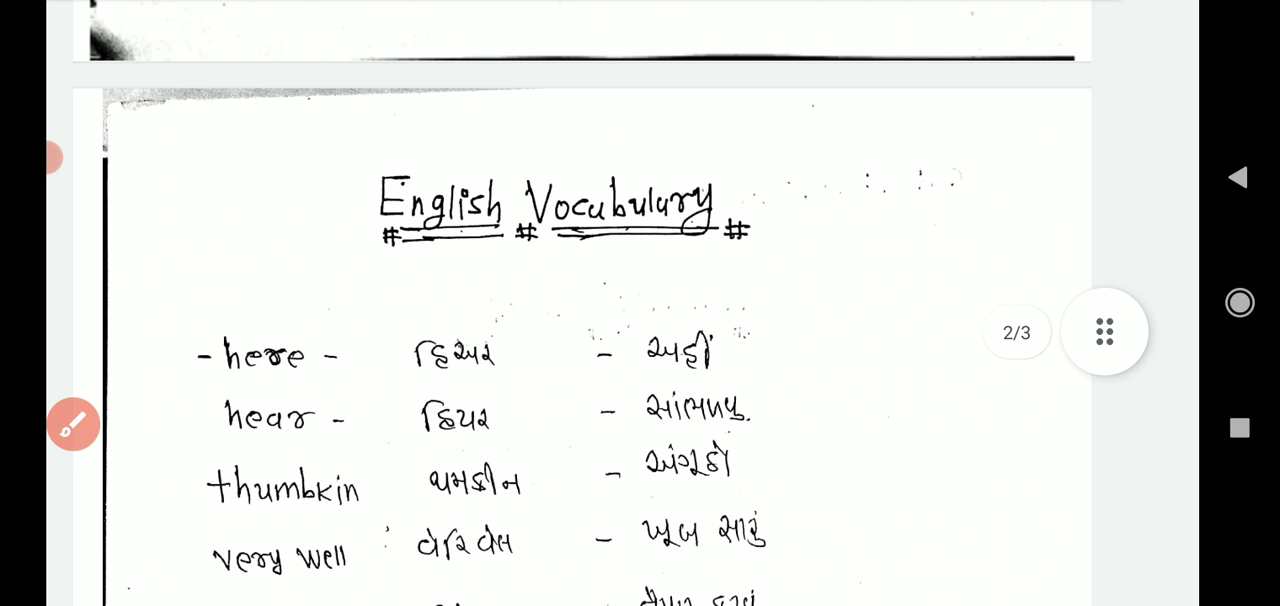 English Vocabulary
# # #
- here - હિઅર - અહીં
hear - હિયર - સાંભળવુ.
thumbkin થમકીન - અંગૂઠો
very well : વેરિ વેલ - ખૂબ સારું
2/3